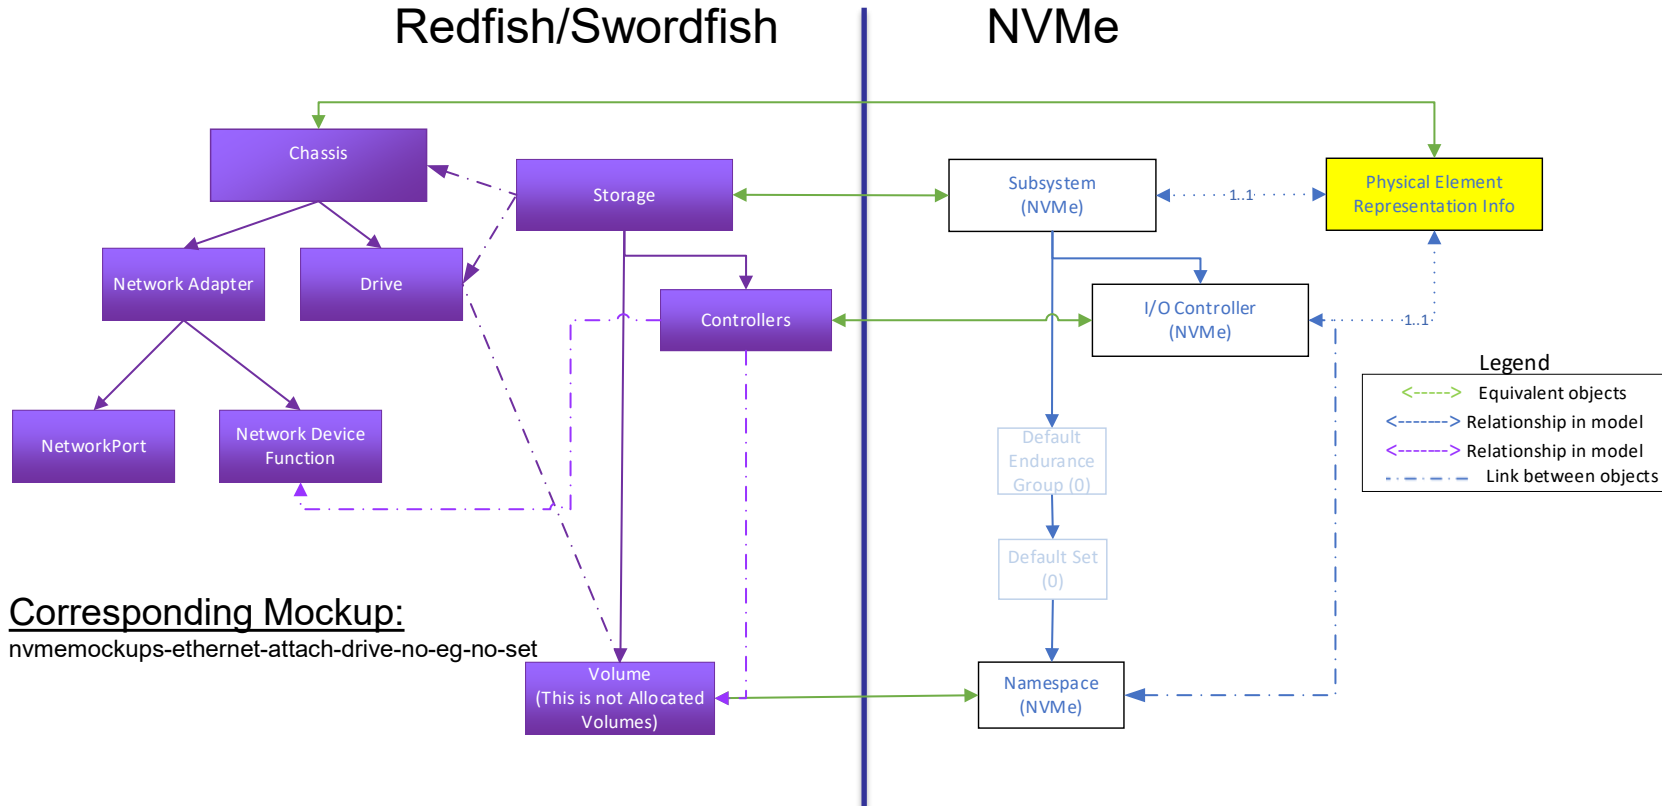 Redfish/Swordfish
NVMe
Chassis
Storage
Subsystem
(NVMe)
1..1
Physical Element
Representation Info
Network Adapter
Drive
Controllers
I/O Controller
(NVMe)
1..1
Legend
Equivalent objects
Relationship in model
Relationship in model
Link between objects
NetworkPort
Network Device
Function
Default
Endurance
Group (0)
Default Set
(0)
Corresponding Mockup:
nvmemockups-ethernet-attach-drive-no-eg-no-set
Volume
(This is not Allocated
Volumes)
Namespace
(NVMe)